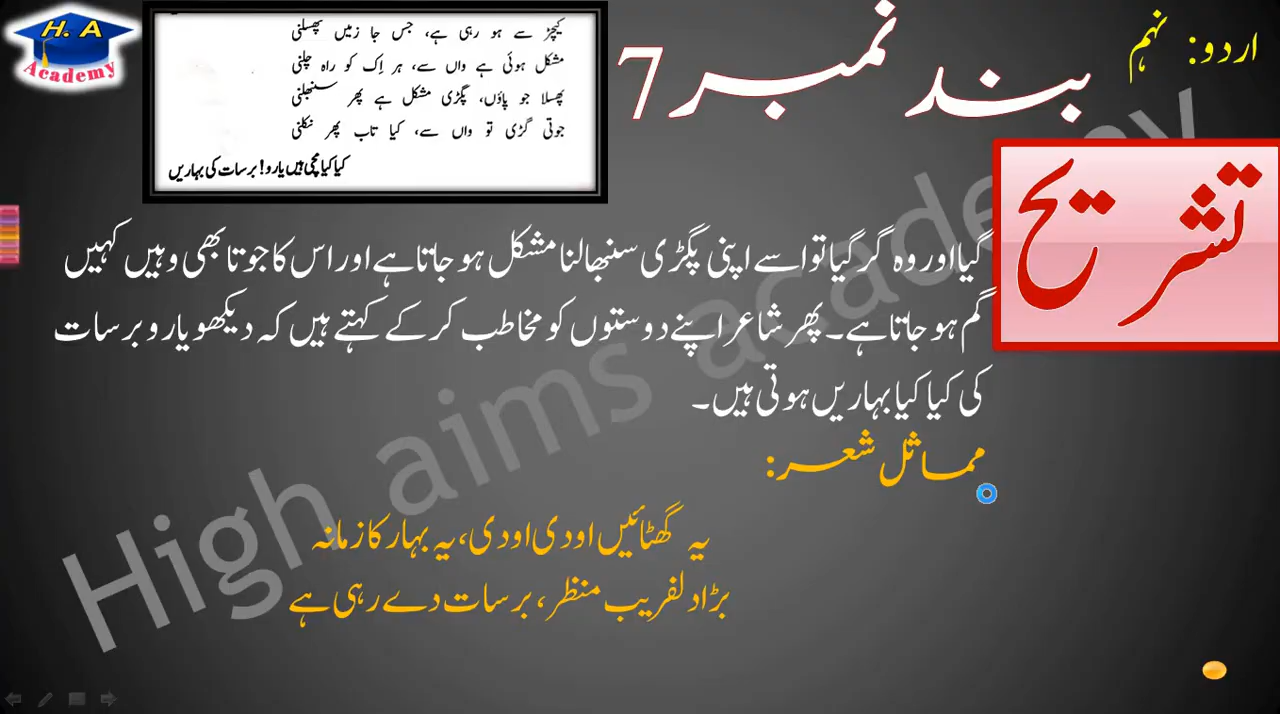 H. A
Academy
اردو: نہم
بند نمبر 7
کیچڑ سے ہو رہی ہے، جس جا زمیں پھسلنی
مشکل ہوئی ہے واں سے، ہر اِک کو راہ چلنی
پھسلا جو پاؤں، پگڑی مشکل ہے پھر سنبھلنی
جوتی گڑی تو واں سے، کیا تاب پھر نکلنی
کیا کیا مچی ہیں یارو! برسات کی بہاریں
تشریح
گیا اور وہ گر گیا تو اسے اپنی پگڑی سنبھالنا مشکل ہو جاتا ہے اور اس کا جوتا بھی وہیں کہیں
گم ہو جاتا ہے۔ پھر شاعر اپنے دوستوں کو مخاطب کر کے کہتے ہیں کہ دیکھو یارو برسات
کی کیا کیا بہاریں ہوتی ہیں۔
مماثل شعر:
یہ گھٹائیں اودی اودی، یہ بہار کا زمانہ
بڑا دلفریب منظر، برسات دے رہی ہے
High aims academy